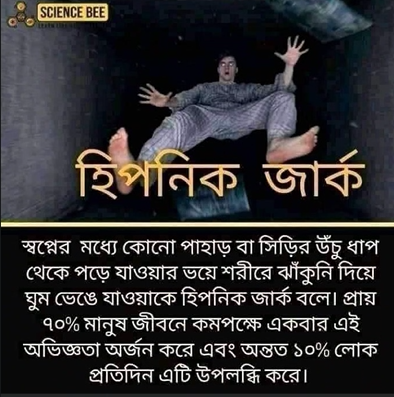 SCIENCE BEE
হিপনিক জার্ক
স্বপ্নের মধ্যে কোনো পাহাড় বা সিড়ির উঁচু ধাপ
থেকে পড়ে যাওয়ার ভয়ে শরীরে ঝাঁকুনি দিয়ে
ঘুম ভেঙে যাওয়াকে হিপনিক জার্ক বলে। প্রায়
৭০% মানুষ জীবনে কমপক্ষে একবার এই
অভিজ্ঞতা অর্জন করে এবং অন্তত ১০% লোক
প্রতিদিন এটি উপলব্ধি করে।